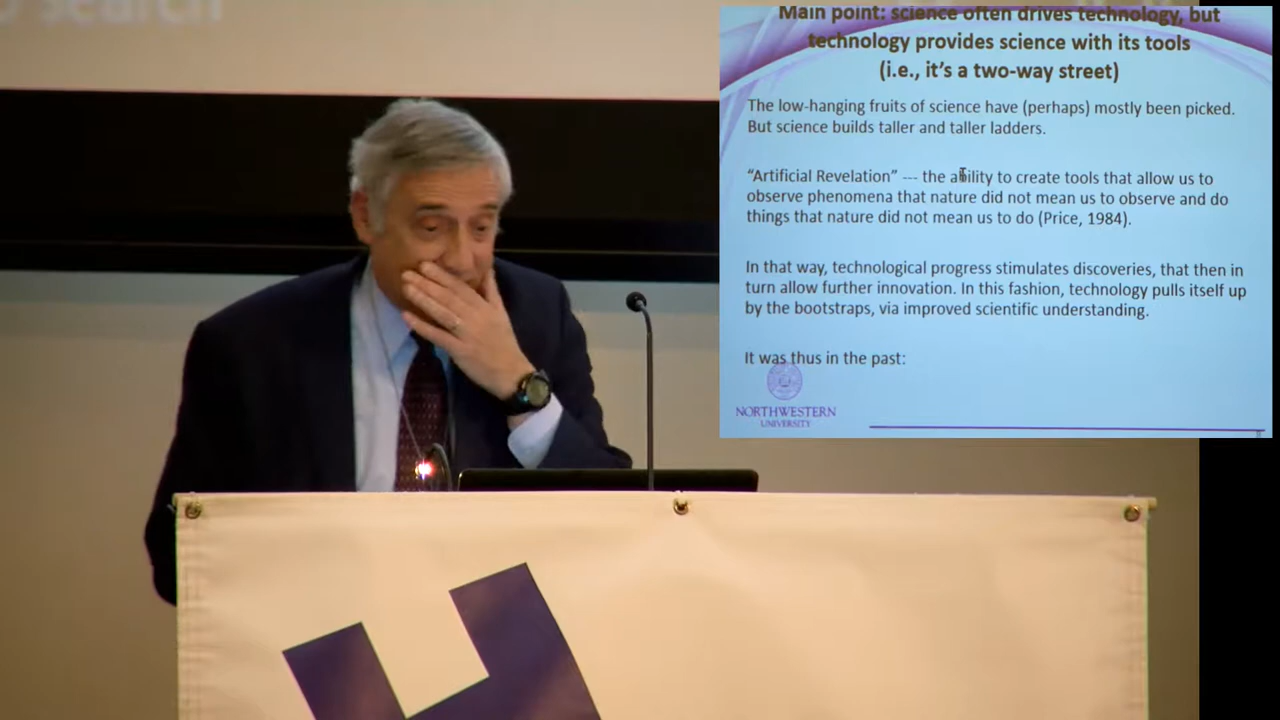 search
Main point: science often drives technology, but
technology provides science with its tools
(i.e., it's a two-way street)
The low-hanging fruits of science have (perhaps) mostly been picked.
But science builds taller and taller ladders.
“Artificial Revelation” --- the ability to create tools that allow us to
observe phenomena that nature did not mean us to observe and do
things that nature did not mean us to do (Price, 1984).
In that way, technological progress stimulates discoveries, that then in
turn allow further innovation. In this fashion, technology pulls itself up
by the bootstraps, via improved scientific understanding.
It was thus in the past:
NORTHWESTERN
UNIVERSITY